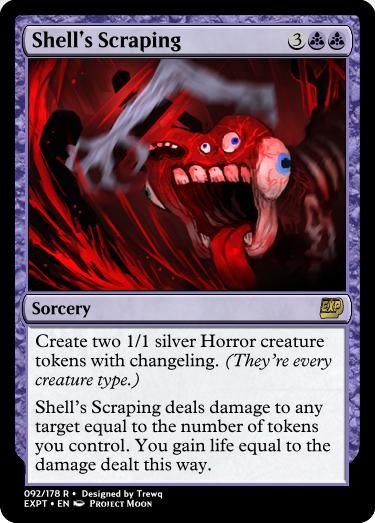 Shell's Scraping 3
Sorcery EXP
Create two 1/1 silver Horror creature
tokens with changeling. (They're every
creature type.)
Shell's Scraping deals damage to any
target equal to the number of tokens
you control. You gain life equal to the
damage dealt this way.
092/178 R • Designed by Trewq
EXPT • EN Project Moon